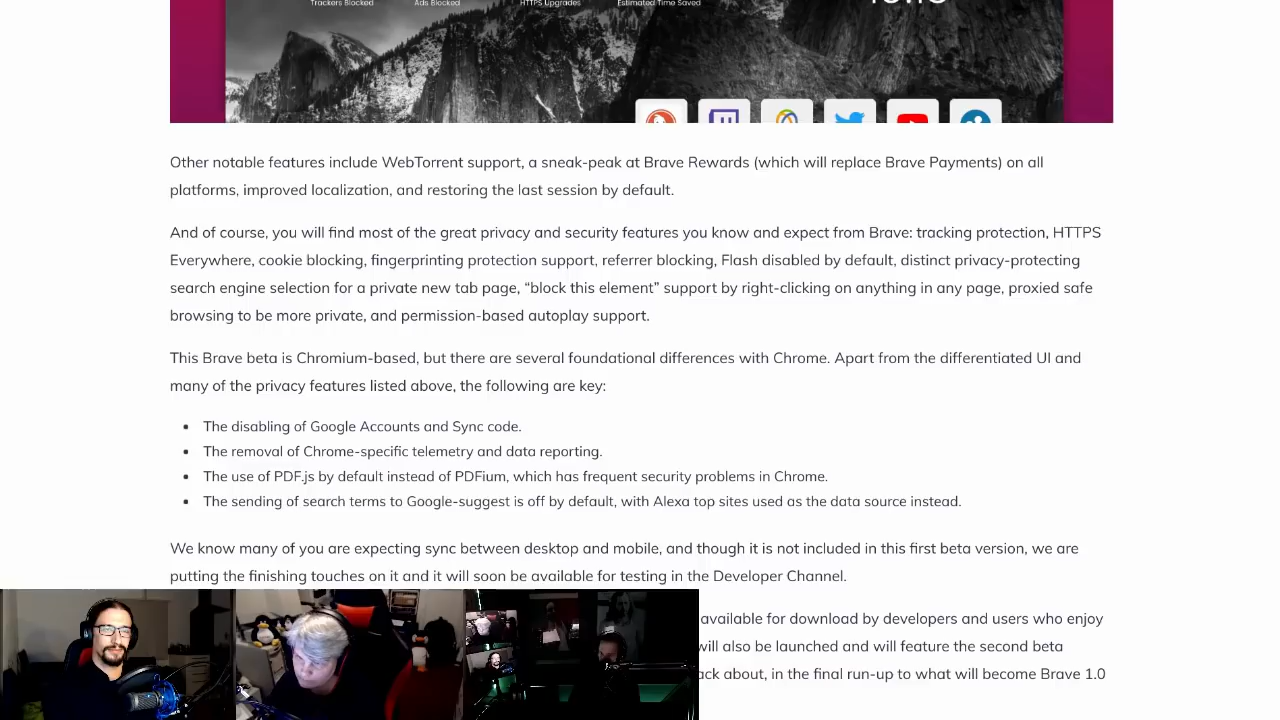 Trackers Blocked Ads Blocked HTTPS Upgrades Estimated Time Saved
Other notable features include WebTorrent support, a sneak-peak at Brave Rewards (which will replace Brave Payments) on all
platforms, improved localization, and restoring the last session by default.
And of course, you will find most of the great privacy and security features you know and expect from Brave: tracking protection, HTTPS
Everywhere, cookie blocking, fingerprinting protection support, referrer blocking, Flash disabled by default, distinct privacy-protecting
search engine selection for a private new tab page, “block this element” support by right-clicking on anything in any page, proxied safe
browsing to be more private, and permission-based autoplay support.
This Brave beta is Chromium-based, but there are several foundational differences with Chrome. Apart from the differentiated UI and
many of the privacy features listed above, the following are key:
• The disabling of Google Accounts and Sync code.
• The removal of Chrome-specific telemetry and data reporting.
• The use of PDF.js by default instead of PDFium, which has frequent security problems in Chrome.
• The sending of search terms to Google-suggest is off by default, with Alexa top sites used as the data source instead.
We know many of you are expecting sync between desktop and mobile, and though it is not included in this first beta version, we are
putting the finishing touches on it and it will soon be available for testing in the Developer Channel.
available for download by developers and users who enjoy
will also be launched and will feature the second beta
ack about, in the final run-up to what will become Brave 1.0